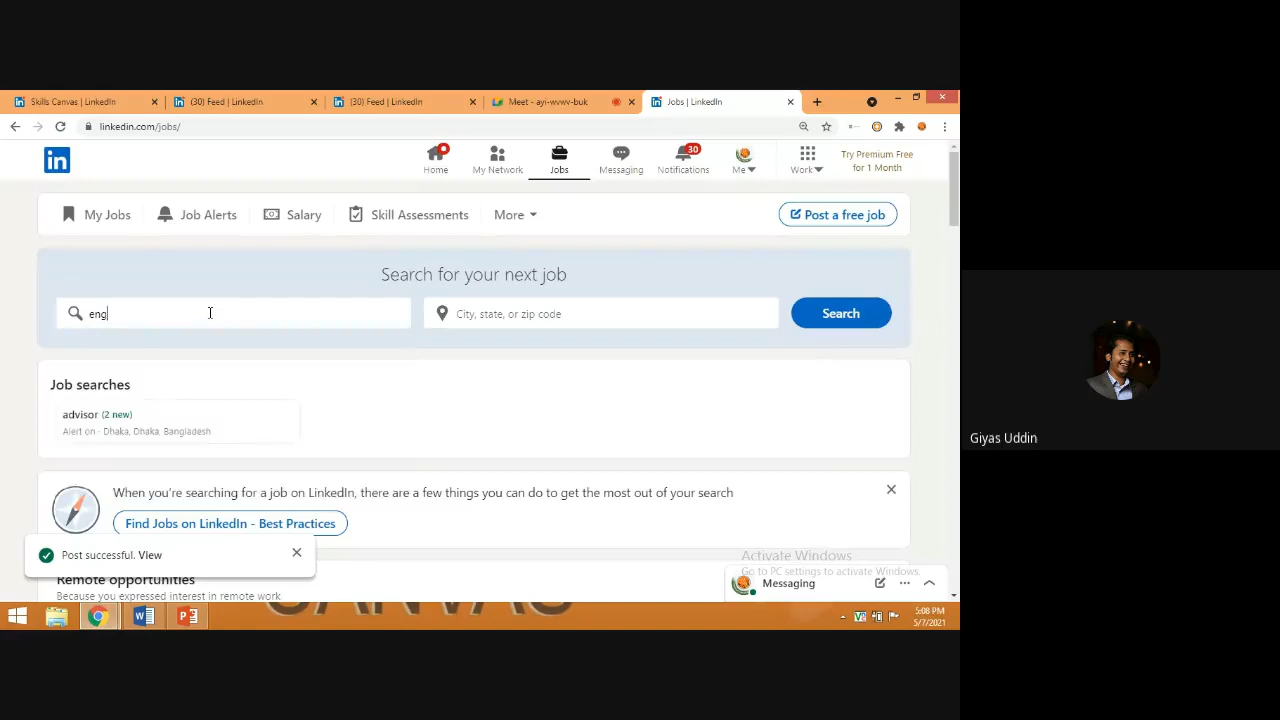 Skills Canvas | LinkedIn
(30) Feed | LinkedIn
(30) Feed | LinkedIn
Meet - ayi-wvwv-buk
Jobs | LinkedIn
linkedin.com/jobs/
in
Home
My Network
Jobs
Messaging
30
Notifications
Me
Work
Try Premium Free
for 1 Month
My Jobs
Job Alerts
Salary
Skill Assessments
More
Post a free job
Search for your next job
eng
City, state, or zip code
Search
Job searches
advisor (2 new)
Alert on - Dhaka, Dhaka, Bangladesh
When you're searching for a job on LinkedIn, there are a few things you can do to get the most out of your search
Find Jobs on LinkedIn - Best Practices
Post successful. View
Remote opportunities
Because you expressed interest in remote work
Activate Windows
Go to PC settings to activate Windows.
Messaging
CANVAS
5:08 PM
5/7/2021
Giyas Uddin